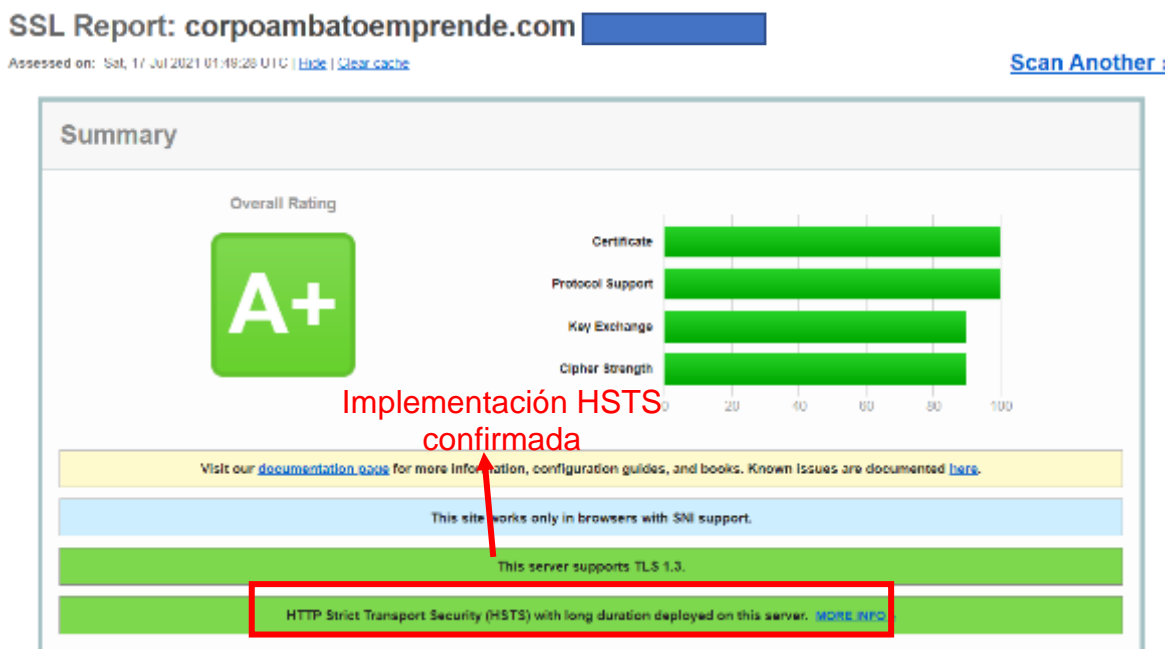 SSL Report: corpoambatoemprende.com
Assessed on: Sat, 17 Jul 2021 01:49:28 UTC | Hide | Clear cache
Scan Another »
Summary
Overall Rating
A+
Certificate
Protocol Support
Key Exchange
Cipher Strength
0 20 40 60 80 100
Implementación HSTS
confirmada
Visit our documentation page for more information, configuration guides, and books. Known issues are documented here.
This site works only in browsers with SNI support.
This server supports TLS 1.3.
HTTP Strict Transport Security (HSTS) with long duration deployed on this server. MORE INFO »